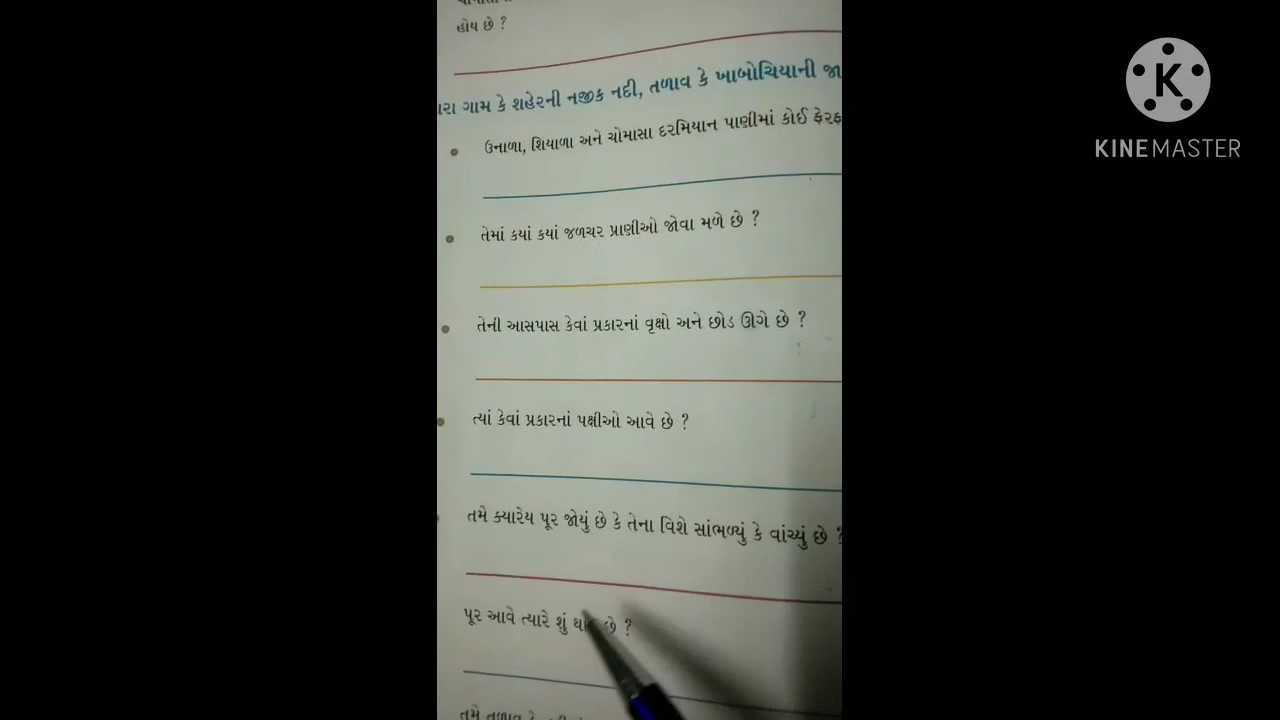 હોય છે ?
રા ગામ કે શહેરની નજીક નદી, તળાવ કે ખાબોચિયાની
ઉનાળા, શિયાળા અને ચોમાસા દરમિયાન પાણીમાં કોઈ
તેમાં કયાં કયાં જળચર પ્રાણીઓ જોવા મળે છે ?
તેની આસપાસ કેવાં પ્રકારનાં વૃક્ષો અને છોડ ઊગે છે ?
ત્યાં કેવાં પ્રકારનાં પક્ષીઓ આવે છે ?
તમે ક્યારેય પૂર જોયું છે કે તેના વિશે સાંભળ્યું કે વાંચ્યું છે ?
પૂર આવે ત્યારે શું છે ?
K
KINEMASTER